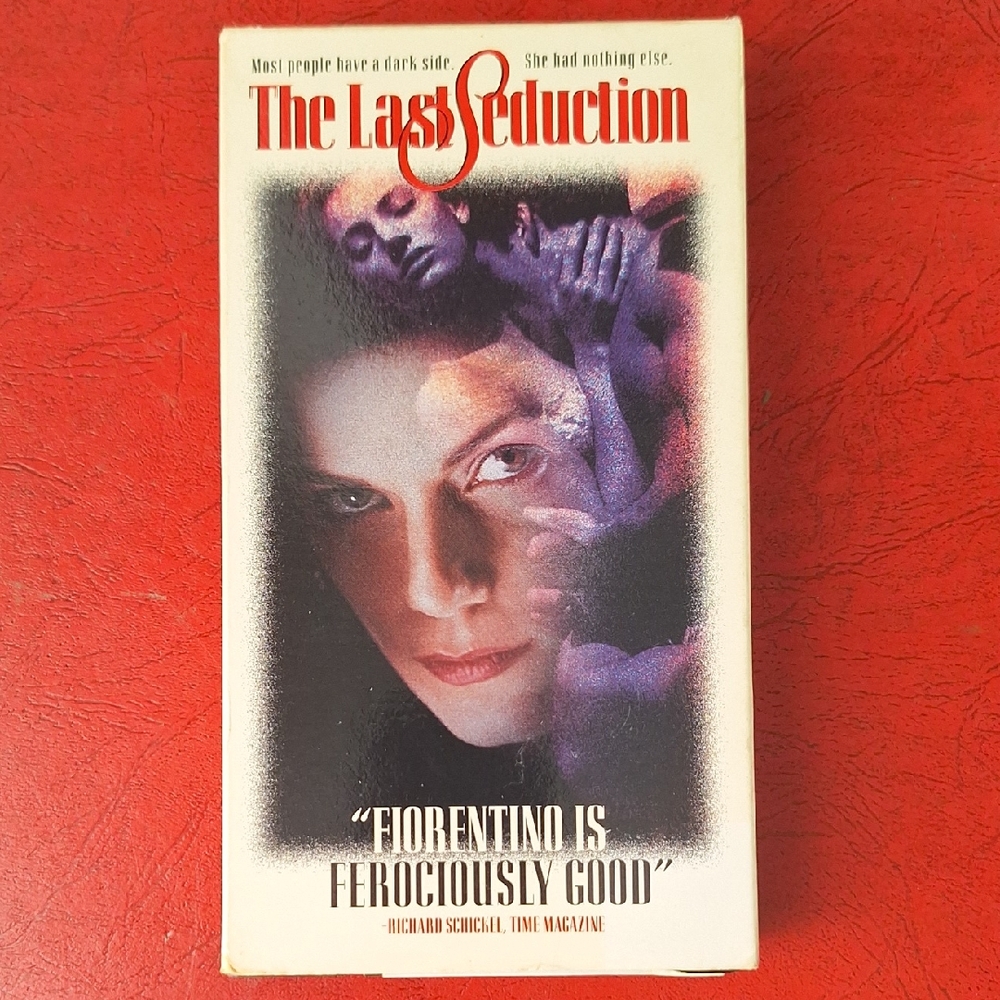 Most people have a dark side. She had nothing else.
The Last Seduction
“FIORENTINO IS
FEROCIOUSLY GOOD”
-RICHARD SCHICKEL, TIME MAGAZINE